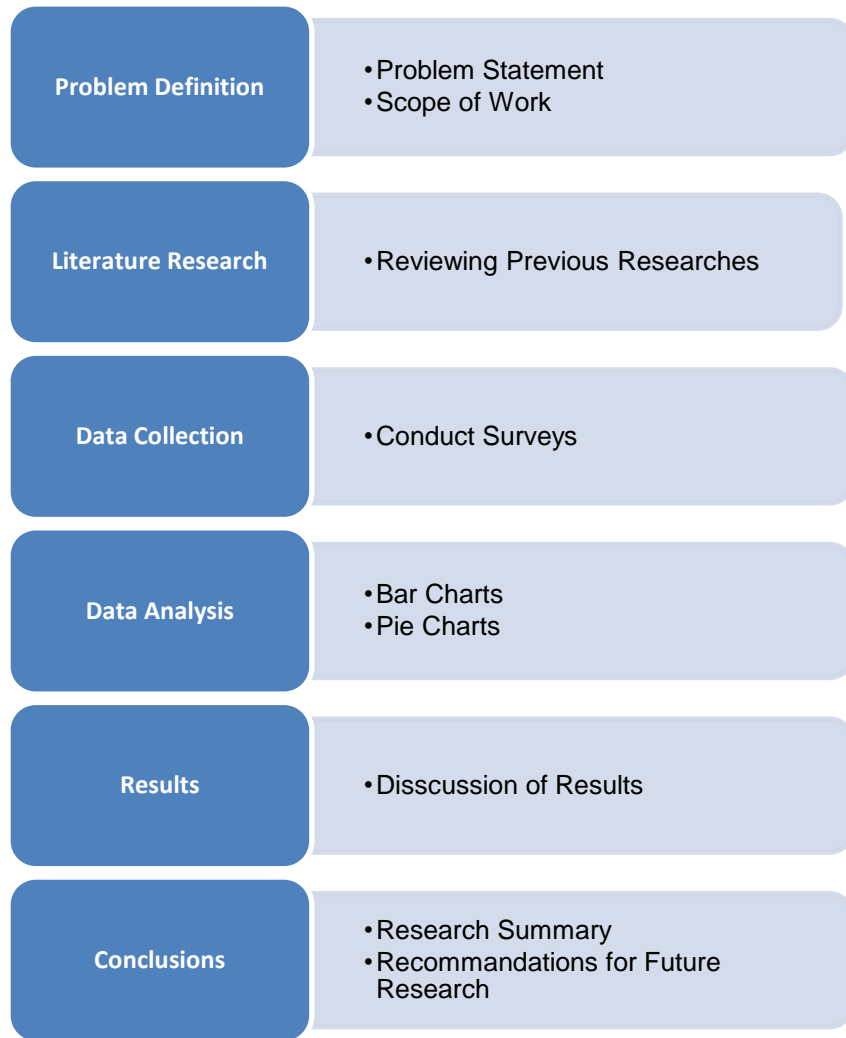 Problem Definition
•Problem Statement
•Scope of Work
Literature Research
•Reviewing Previous Researches
Data Collection
•Conduct Surveys
Data Analysis
•Bar Charts
•Pie Charts
Results
•Disscussion of Results
Conclusions
•Research Summary
•Recommandations for Future
Research